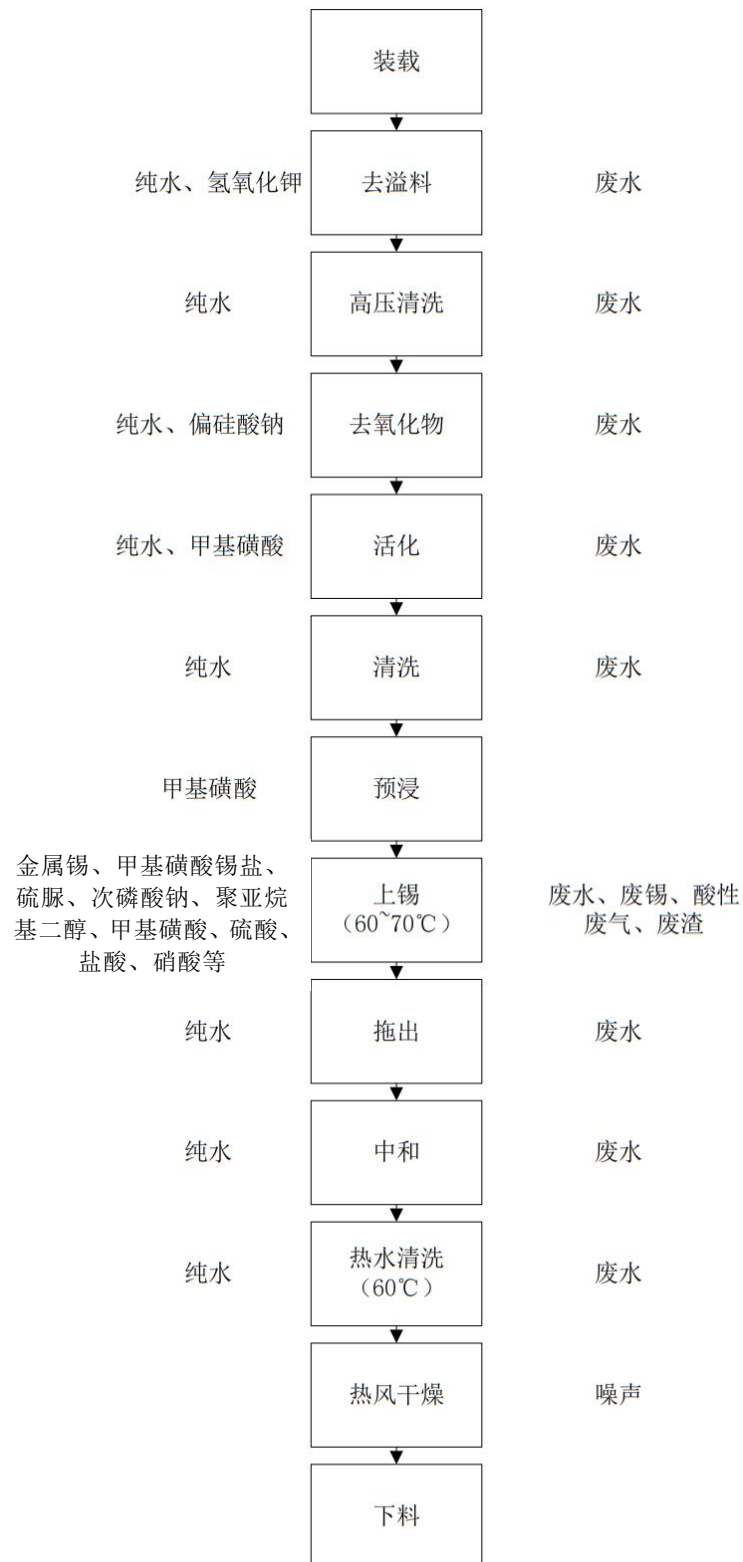 装载
纯水、氢氧化钾 去溢料 废水
纯水 高压清洗 废水
纯水、偏硅酸钠 去氧化物 废水
纯水、甲基磺酸 活化 废水
纯水 清洗 废水
甲基磺酸 预浸
金属锡、甲基磺酸锡盐、
硫脲、次磷酸钠、聚亚烷
基二醇、甲基磺酸、硫酸、
盐酸、硝酸等
上锡
(60~70℃)
废水、废锡、酸性
废气、废渣
纯水 拖出 废水
纯水 中和 废水
纯水 热水清洗 废水
(60℃)
热风干燥 噪声
下料